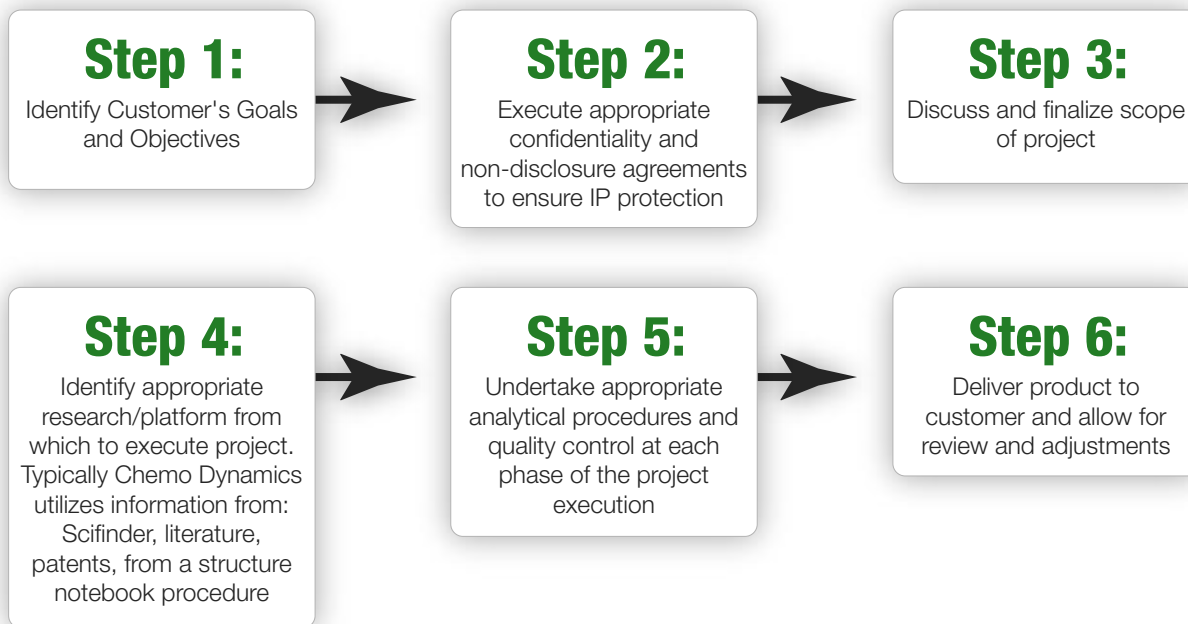 Step 1:
Identify Customer's Goals
and Objectives
Step 2:
Execute appropriate
confidentiality and
non-disclosure agreements
to ensure IP protection
Step 3:
Discuss and finalize scope
of project
Step 4:
Identify appropriate
research/platform from
which to execute project.
Typically Chemo Dynamics
utilizes information from:
Scifinder, literature,
patents, from a structure
notebook procedure
Step 5:
Undertake appropriate
analytical procedures and
quality control at each
phase of the project
execution
Step 6:
Deliver product to
customer and allow for
review and adjustments